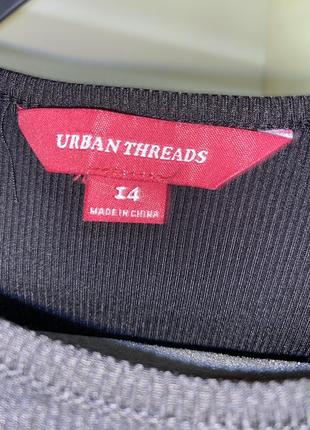 URBAN THREADS
14
MADE IN CHINA